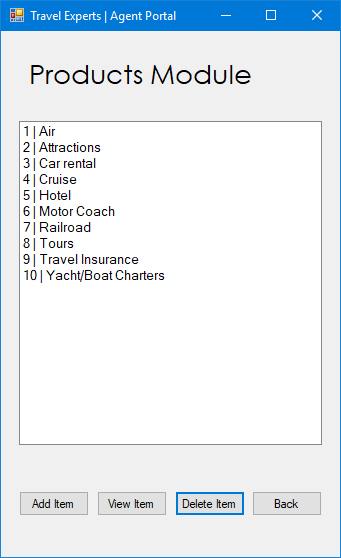 Travel Experts | Agent Portal
Products Module
1 | Air
2 | Attractions
3 | Car rental
4 | Cruise
5 | Hotel
6 | Motor Coach
7 | Railroad
8 | Tours
9 | Travel Insurance
10 | Yacht/Boat Charters
Add Item View Item Delete Item Back